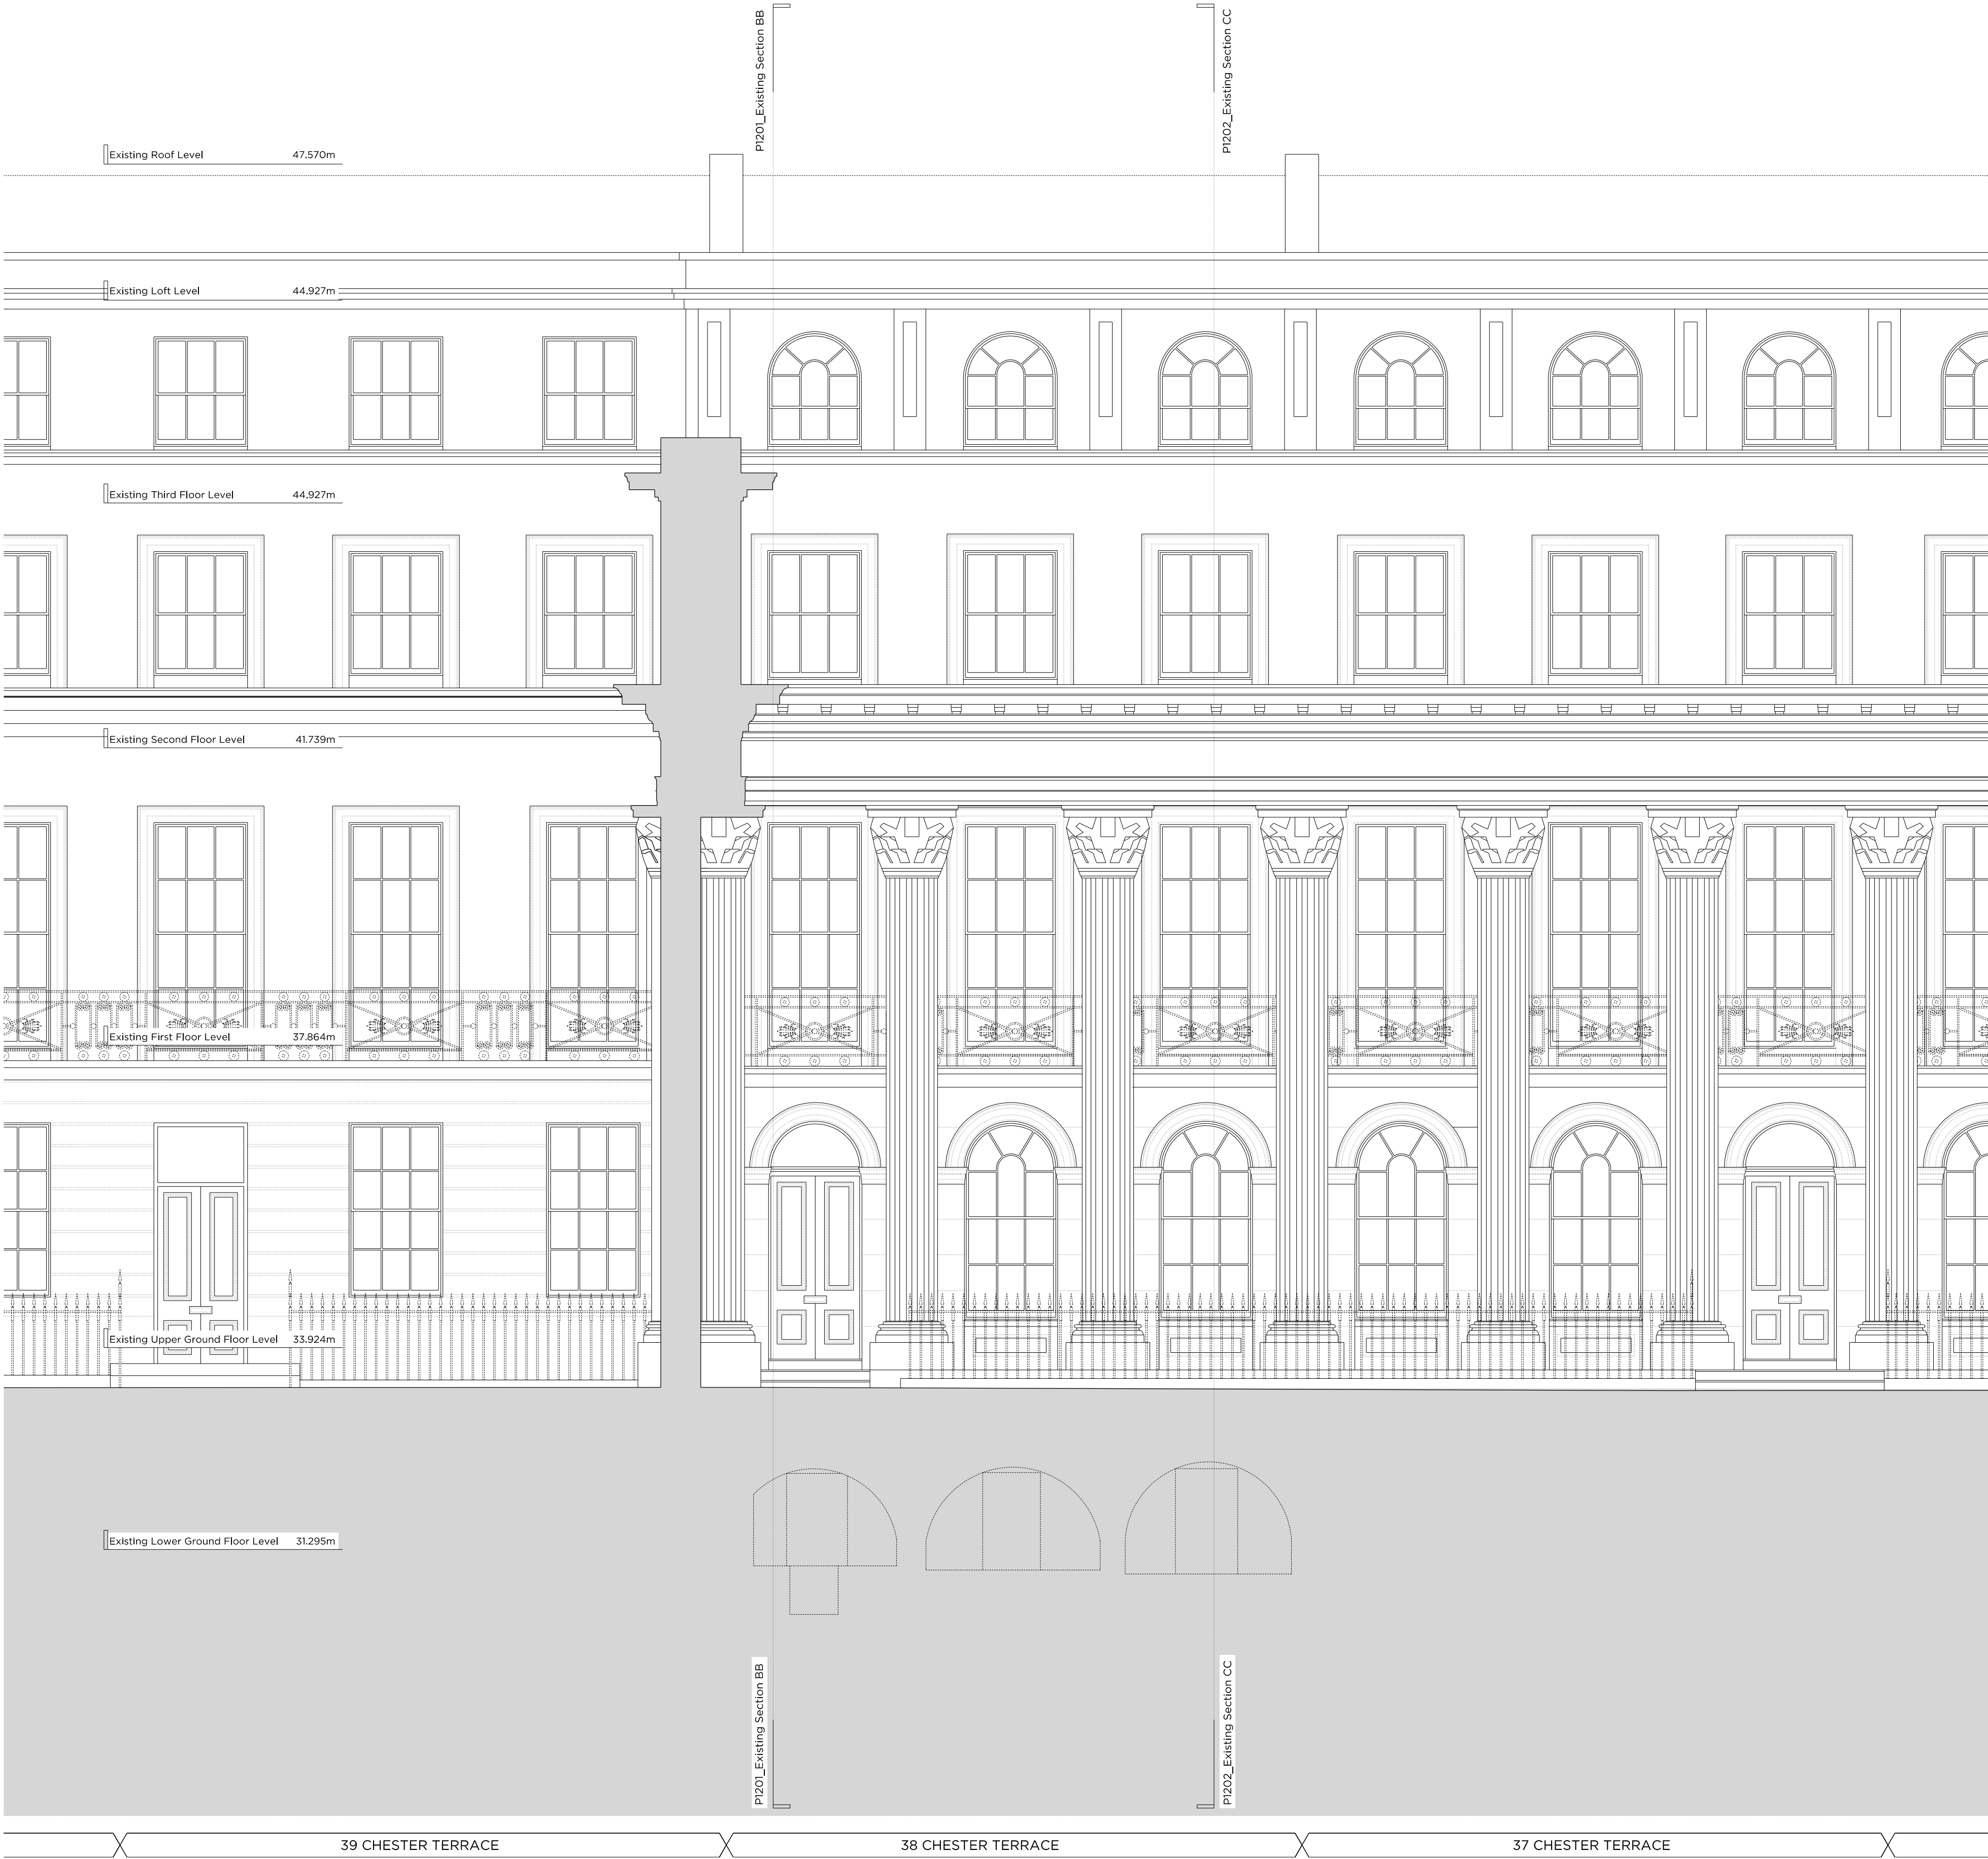 P1201_Existing Section BB
P1202_Existing Section CC
Existing Roof Level 47.570m
Existing Loft Level 44.927m
Existing Third Floor Level 44.927m
Existing Second Floor Level 41.739m
Existing First Floor Level 37.864m
Existing Upper Ground Floor Level 33.924m
Existing Lower Ground Floor Level 31.295m
P1201_Existing Section BB
P1202_Existing Section CC
39 CHESTER TERRACE
38 CHESTER TERRACE
37 CHESTER TERRACE